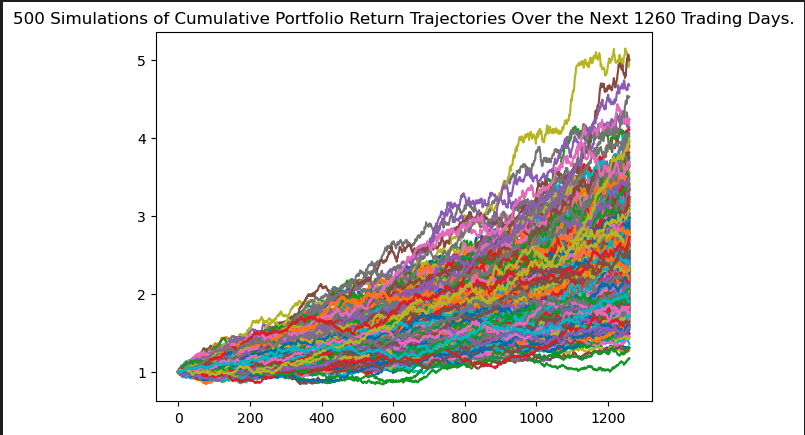 500 Simulations of Cumulative Portfolio Return Trajectories Over the Next 1260 Trading Days.
5
4
3
2
1
0 200 400 600 800 1000 1200